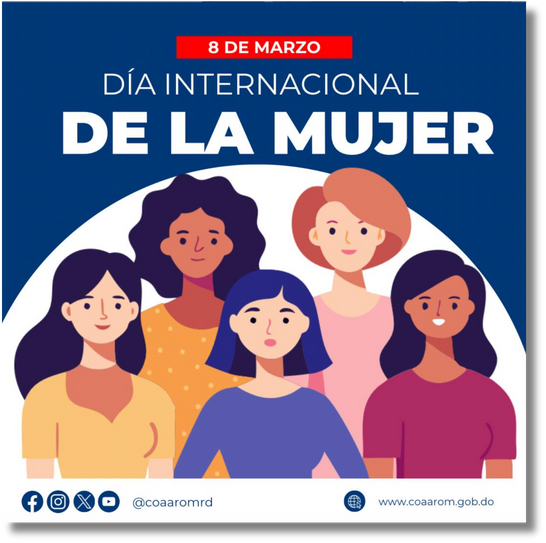 8 DE MARZO
DÍA INTERNACIONAL
DE LA MUJER
@coaaromrd
www.coaarom.gob.do